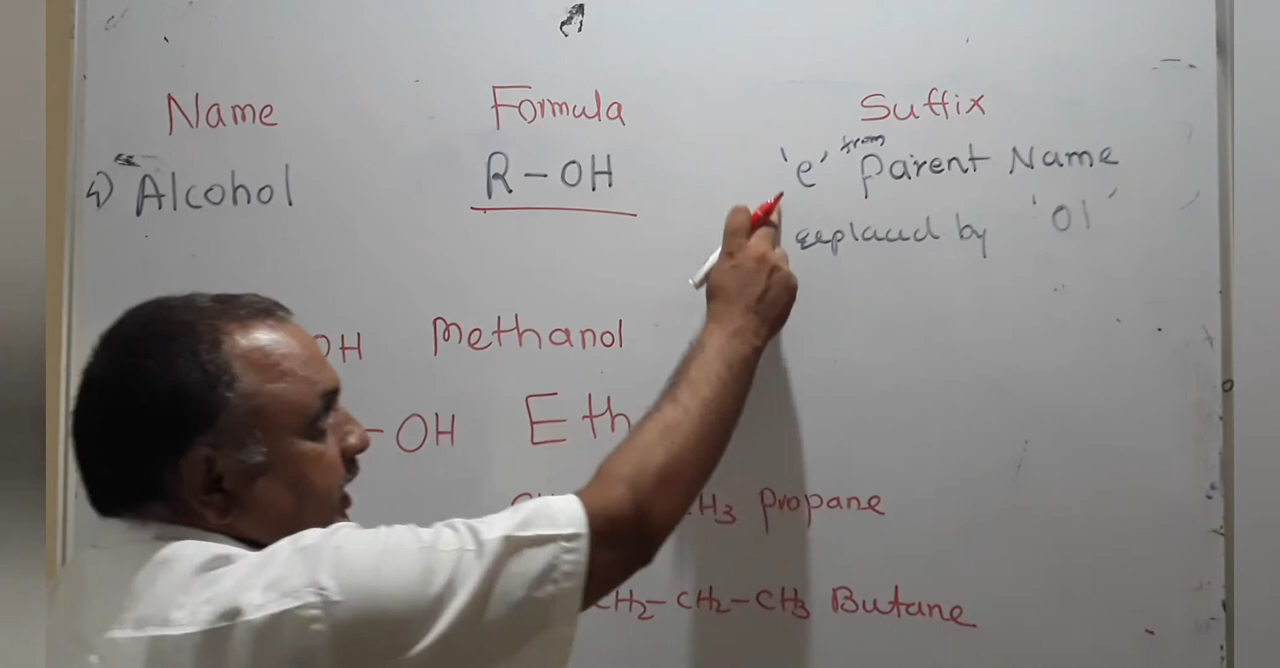 Name Formula Suffix
4) Alcohol R-OH 'e' from Parent Name
replaced by 'ol'
OH Methanol
-OH Eth
CH3 Propane
CH2-CH2-CH3 Butane